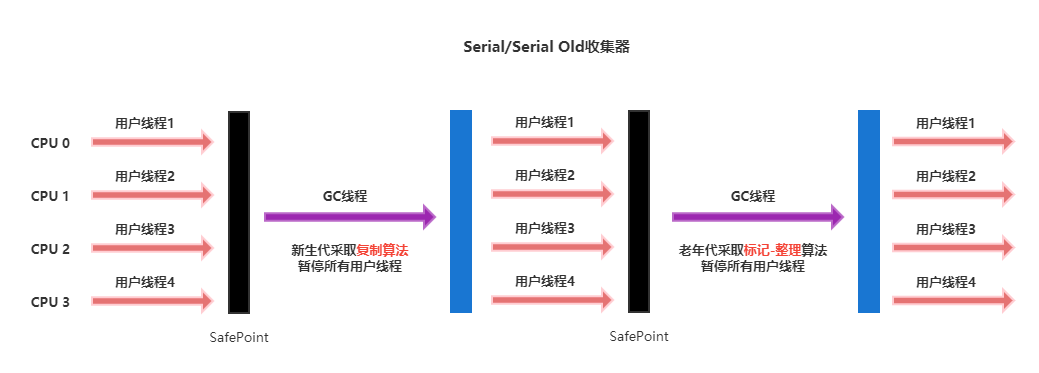 Serial/Serial Old收集器
用户线程1 用户线程1 用户线程1
CPU 0
用户线程2 用户线程2 用户线程2
CPU 1 GC线程 GC线程
用户线程3 用户线程3 用户线程3
CPU 2
新生代采取复制算法 老年代采取标记-整理算法
暂停所有用户线程 暂停所有用户线程
用户线程4 用户线程4 用户线程4
CPU 3
SafePoint SafePoint